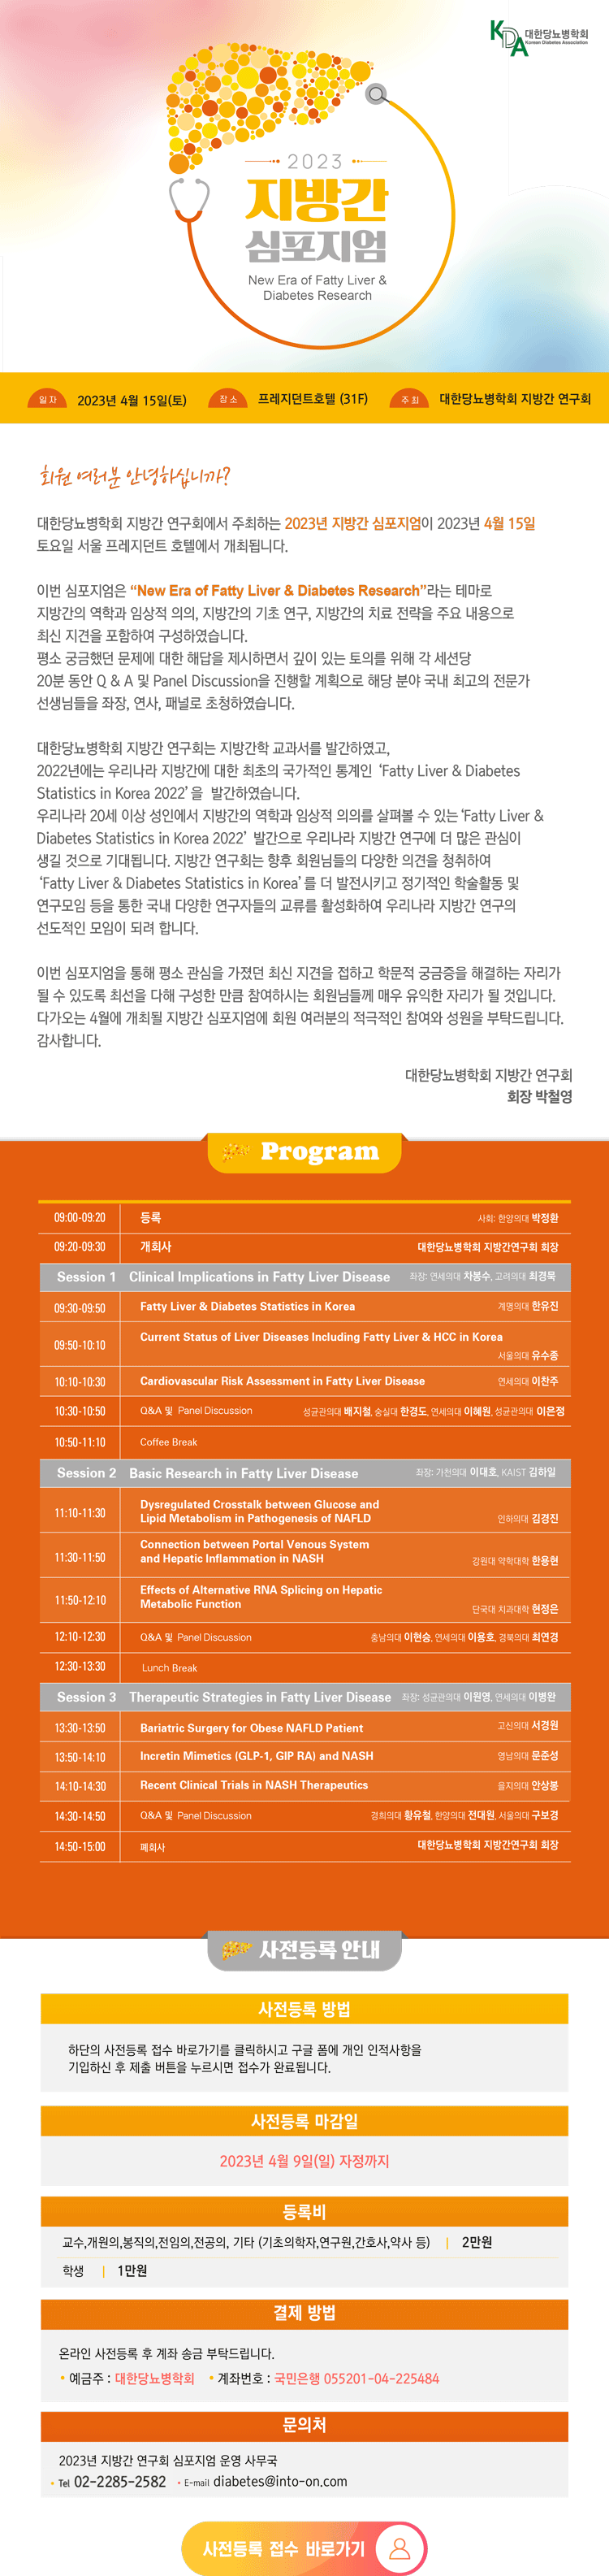 KDA 대한당뇨병학회
Korean Diabetes Association
2023
지방간
심포지엄
New Era of Fatty Liver &
Diabetes Research
일 자 2023년 4월 15일(토) 장 소 프레지던트호텔 (31F) 주 최 대한당뇨병학회 지방간 연구회
회원 여러분 안녕하십니까?
대한당뇨병학회 지방간 연구회에서 주최하는 2023년 지방간 심포지엄이 2023년 4월 15일
토요일 서울 프레지던트 호텔에서 개최됩니다.
이번 심포지엄은 “New Era of Fatty Liver & Diabetes Research”라는 테마로
지방간의 역학과 임상적 의의, 지방간의 기초 연구, 지방간의 치료 전략을 주요 내용으로
최신 지견을 포함하여 구성하였습니다.
평소 궁금했던 문제에 대한 해답을 제시하면서 깊이 있는 토의를 위해 각 세션당
20분 동안 Q & A 및 Panel Discussion을 진행할 계획으로 해당 분야 국내 최고의 전문가
선생님들을 좌장, 연사, 패널로 초청하였습니다.
대한당뇨병학회 지방간 연구회는 지방간학 교과서를 발간하였고,
2022년에는 우리나라 지방간에 대한 최초의 국가적인 통계인 ‘Fatty Liver & Diabetes
Statistics in Korea 2022’ 을 발간하였습니다.
우리나라 20세 이상 성인에서 지방간의 역학과 임상적 의의를 살펴볼 수 있는 ‘Fatty Liver &
Diabetes Statistics in Korea 2022’ 발간으로 우리나라 지방간 연구에 더 많은 관심이
생길 것으로 기대됩니다. 지방간 연구회는 향후 회원님들의 다양한 의견을 청취하여
‘Fatty Liver & Diabetes Statistics in Korea’ 를 더 발전시키고 정기적인 학술활동 및
연구모임 등을 통한 국내 다양한 연구자들의 교류를 활성화하여 우리나라 지방간 연구의
선도적인 모임이 되려 합니다.
이번 심포지엄을 통해 평소 관심을 가졌던 최신 지견을 접하고 학문적 궁금증을 해결하는 자리가
될 수 있도록 최선을 다해 구성한 만큼 참여하시는 회원님들께 매우 유익한 자리가 될 것입니다.
다가오는 4월에 개최될 지방간 심포지엄에 회원 여러분의 적극적인 참여와 성원을 부탁드립니다.
감사합니다.
대한당뇨병학회 지방간 연구회
회장 박철영
Program
09:00-09:20 등록 사회: 한양의대 박정환
09:20-09:30 개회사 대한당뇨병학회 지방간연구회 회장
Session 1 Clinical Implications in Fatty Liver Disease 좌장: 연세의대 차봉수, 고려의대 최경묵
09:30-09:50 Fatty Liver & Diabetes Statistics in Korea 계명의대 한유진
09:50-10:10 Current Status of Liver Diseases Including Fatty Liver & HCC in Korea
서울의대 유수종
10:10-10:30 Cardiovascular Risk Assessment in Fatty Liver Disease 연세의대 이찬주
10:30-10:50 Q&A 및 Panel Discussion 성균관의대 배지철, 숭실대 한경도, 연세의대 이혜원, 성균관의대 이은정
10:50-11:10 Coffee Break
Session 2 Basic Research in Fatty Liver Disease 좌장: 가천의대 이대호, KAIST 김하일
11:10-11:30 Dysregulated Crosstalk between Glucose and
Lipid Metabolism in Pathogenesis of NAFLD 인하의대 김경진
11:30-11:50 Connection between Portal Venous System
and Hepatic Inflammation in NASH 강원대 약학대학 한용현
11:50-12:10 Effects of Alternative RNA Splicing on Hepatic
Metabolic Function 단국대 치과대학 현정은
12:10-12:30 Q&A 및 Panel Discussion 충남의대 이현승, 연세의대 이용호, 경북의대 최연경
12:30-13:30 Lunch Break
Session 3 Therapeutic Strategies in Fatty Liver Disease 좌장: 성균관의대 이원영, 연세의대 이병완
13:30-13:50 Bariatric Surgery for Obese NAFLD Patient 고신의대 서경원
13:50-14:10 Incretin Mimetics (GLP-1, GIP RA) and NASH 영남의대 문준성
14:10-14:30 Recent Clinical Trials in NASH Therapeutics 을지의대 안상봉
14:30-14:50 Q&A 및 Panel Discussion 경희의대 황유철, 한양의대 전대원, 서울의대 구보경
14:50-15:00 폐회사 대한당뇨병학회 지방간연구회 회장
사전등록 안내
사전등록 방법
하단의 사전등록 접수 바로가기를 클릭하시고 구글 폼에 개인 인적사항을
기입하신 후 제출 버튼을 누르시면 접수가 완료됩니다.
사전등록 마감일
2023년 4월 9일(일) 자정까지
등록비
교수,개원의,봉직의,전임의,전공의, 기타 (기초의학자,연구원,간호사,약사 등) | 2만원
학생 | 1만원
결제 방법
온라인 사전등록 후 계좌 송금 부탁드립니다.
• 예금주 : 대한당뇨병학회 • 계좌번호 : 국민은행 055201-04-225484
문의처
2023년 지방간 연구회 심포지엄 운영 사무국
• Tel 02-2285-2582 • E-mail diabetes@into-on.com
사전등록 접수 바로가기